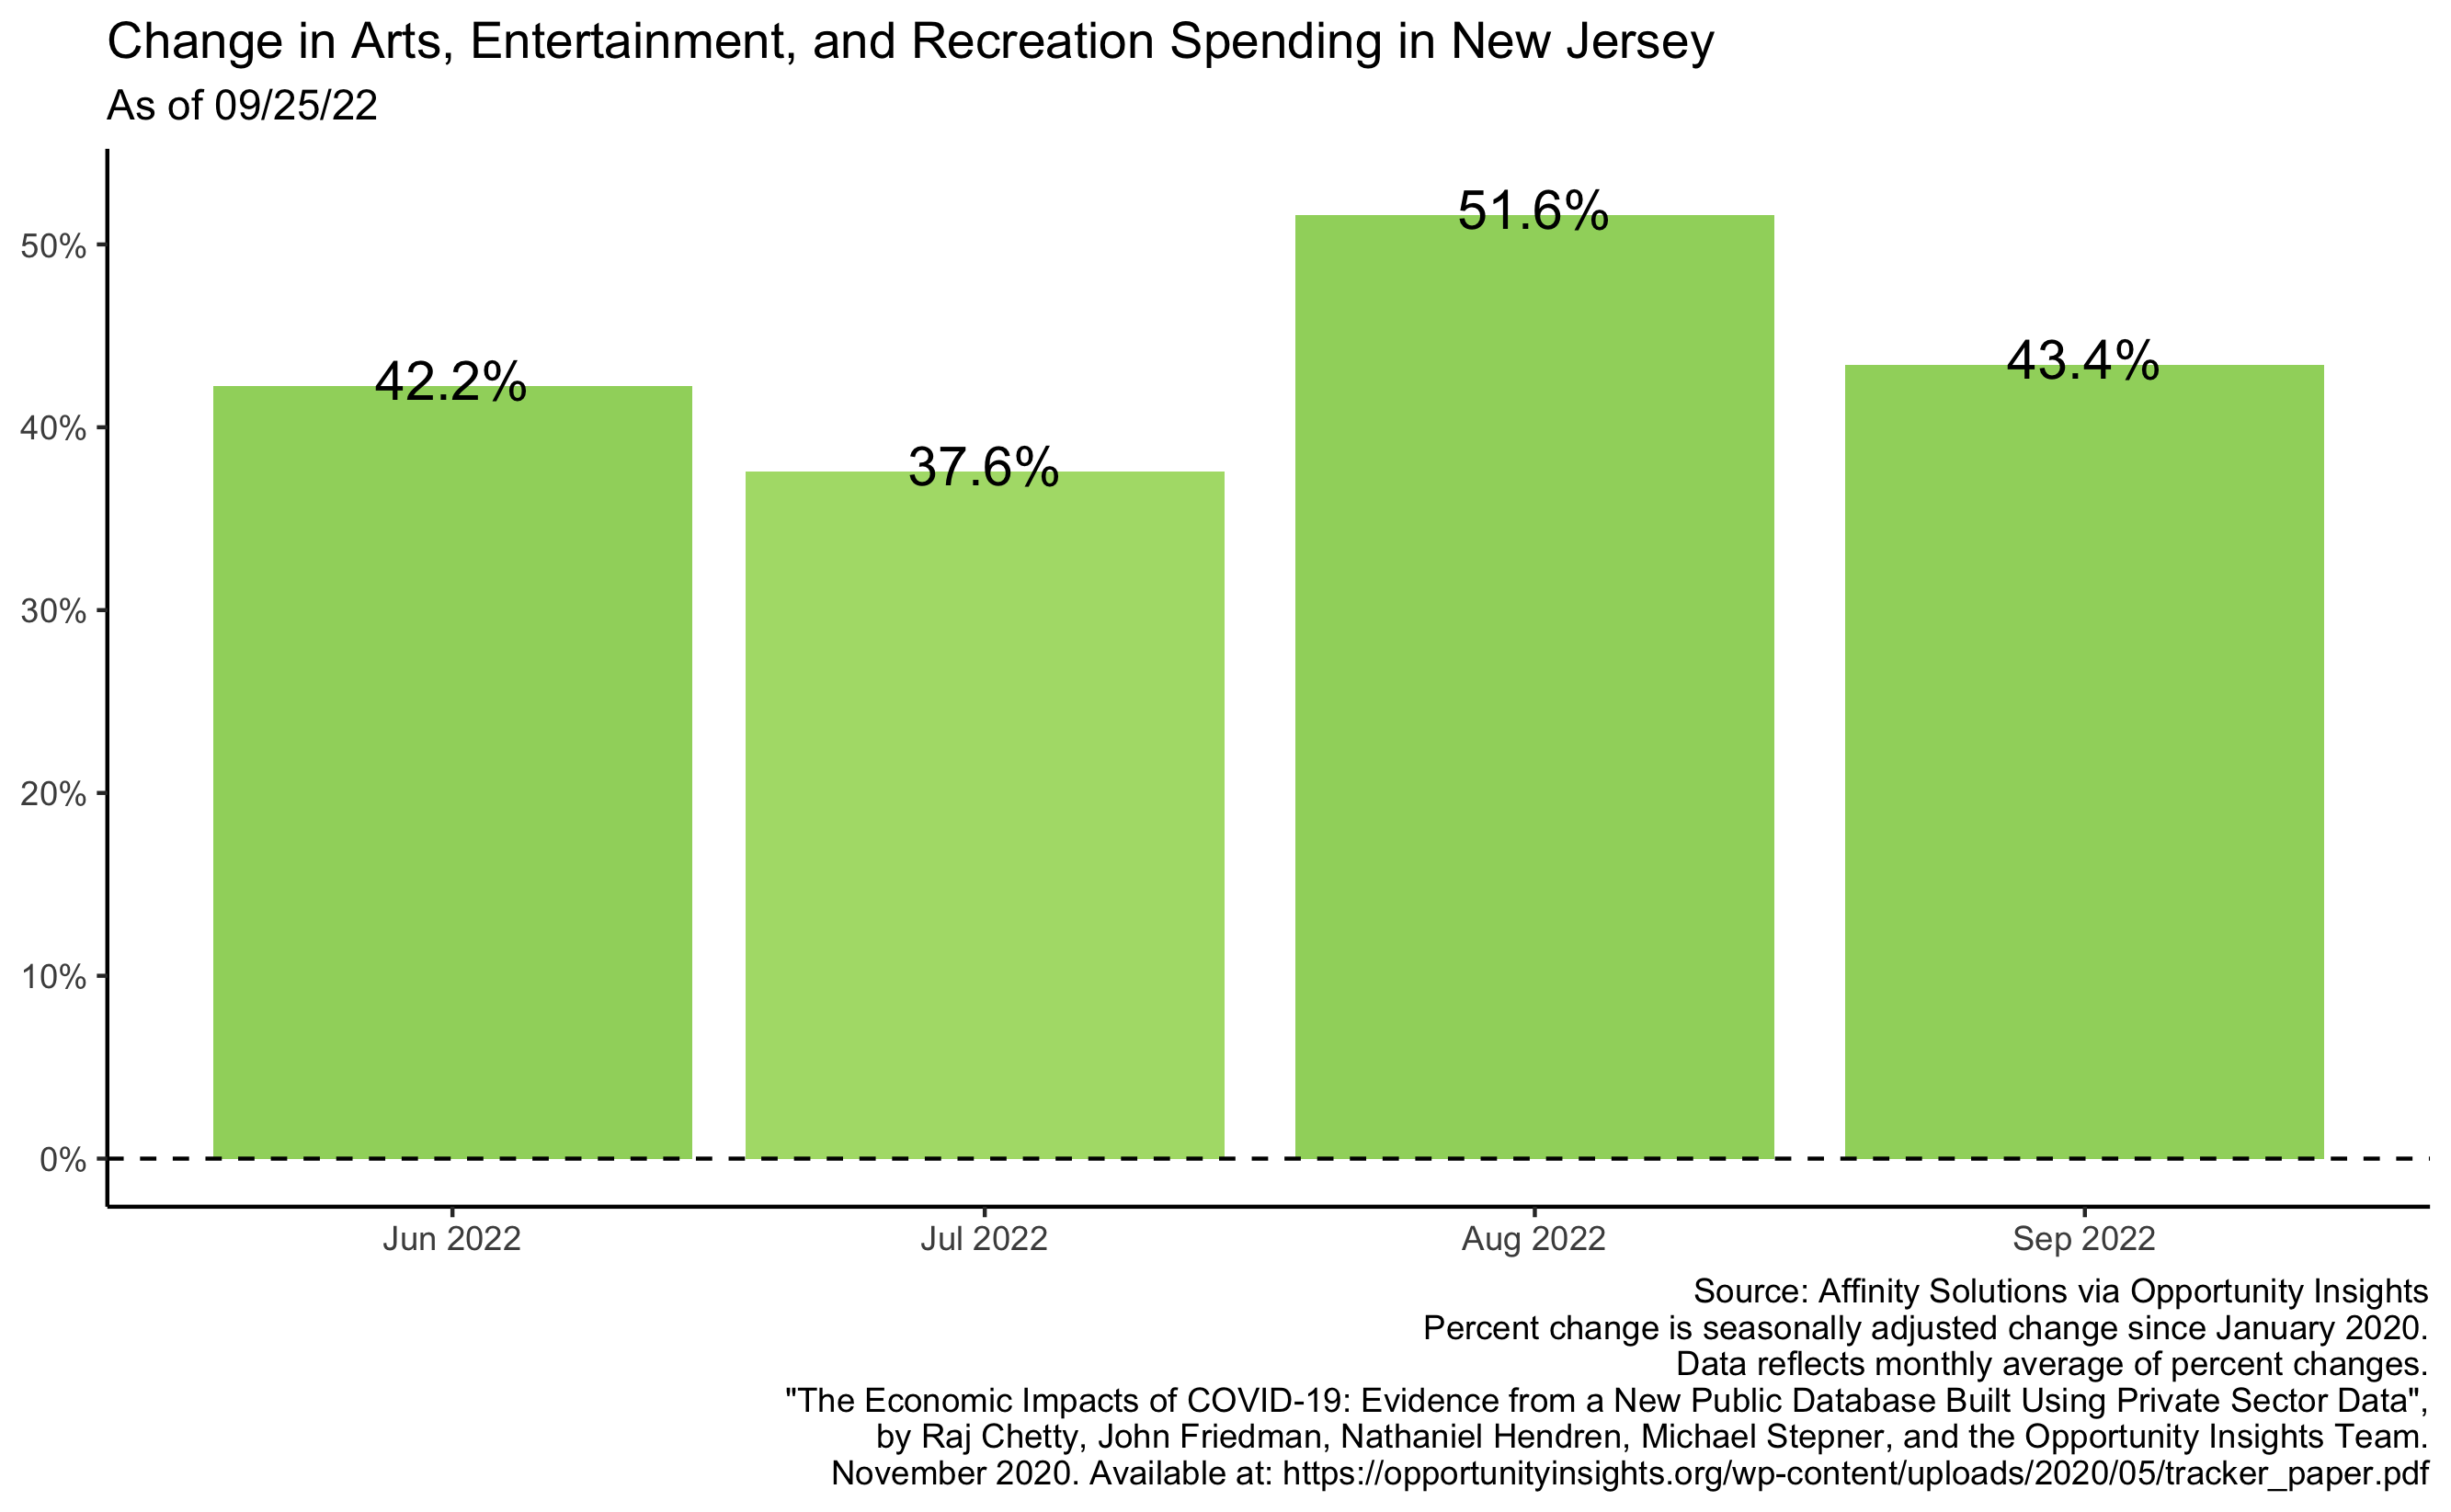 Change in Arts, Entertainment, and Recreation Spending in New Jersey
As of 09/25/22
51.6%
50%
43.4%
42.2%
40%
37.6%
30%
20%
10%
0%
Jun 2022
Jul 2022
Aug 2022
Sep 2022
Source: Affinity Solutions via Opportunity Insights
Percent change is seasonally adjusted change since January 2020.
Data reflects monthly average of percent changes.
"The Economic Impacts of COVID-19: Evidence from a New Public Database Built Using Private Sector Data",
by Raj Chetty, John Friedman, Nathaniel Hendren, Michael Stepner, and the Opportunity Insights Team.
November 2020. Available at: https://opportunityinsights.org/wp-content/uploads/2020/05/tracker_paper.pdf